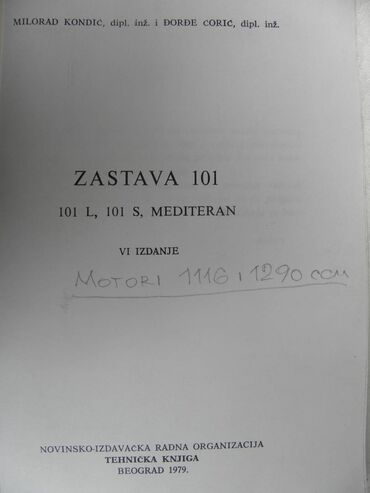 MILORAD KONDIĆ, dipl. inž. i ĐORĐE CORIĆ, dipl. inž.
ZASTAVA 101
101 L, 101 S, MEDITERAN
VI IZDANJE
MOTORI 1116 i 1290 ccm
NOVINSKO-IZDAVAČKA RADNA ORGANIZACIJA
TEHNIČKA KNJIGA
BEOGRAD 1979.